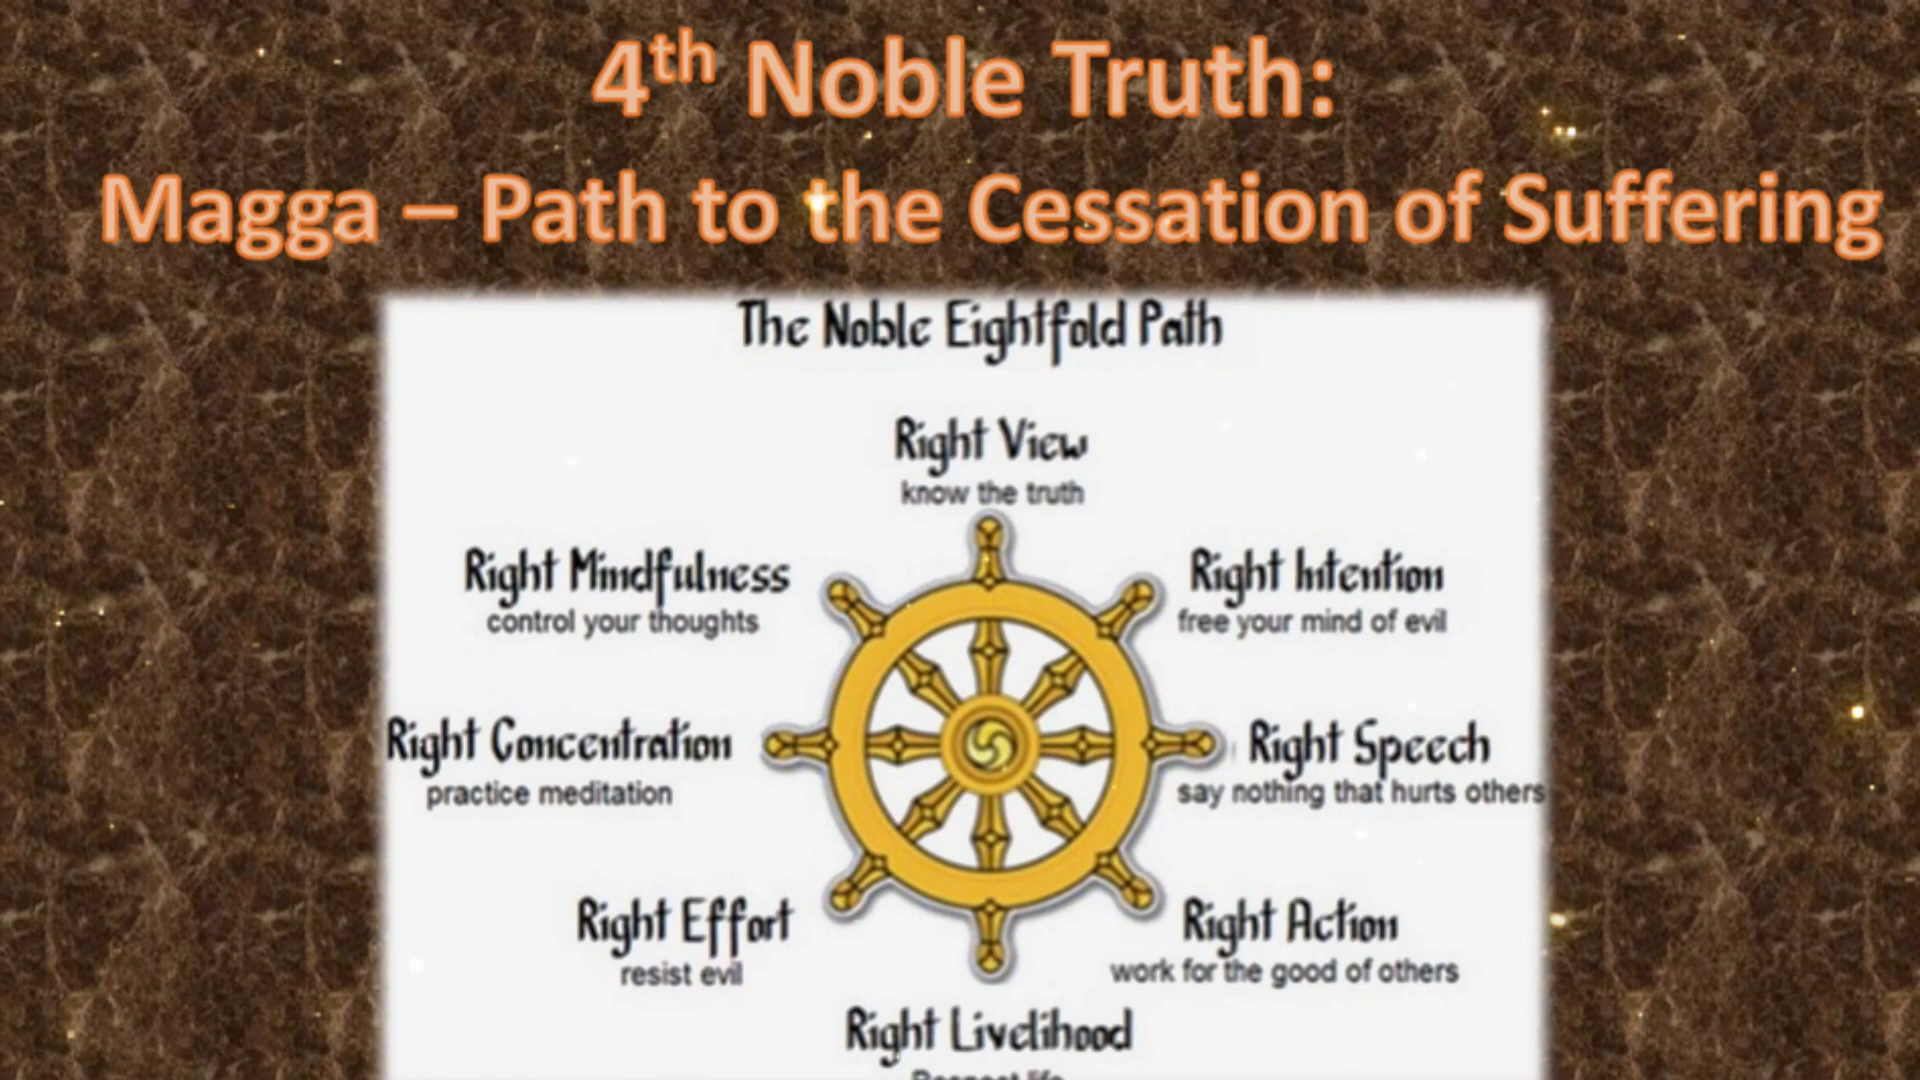 4th Noble Truth:
Magga – Path to the Cessation of Suffering
The Noble Eightfold Path
Right View
know the truth
Right Mindfulness
control your thoughts
Right Intention
free your mind of evil
Right Concentration
practice meditation
Right Speech
say nothing that hurts others
Right Effort
resist evil
Right Action
work for the good of others
Right Livelihood
Respect life